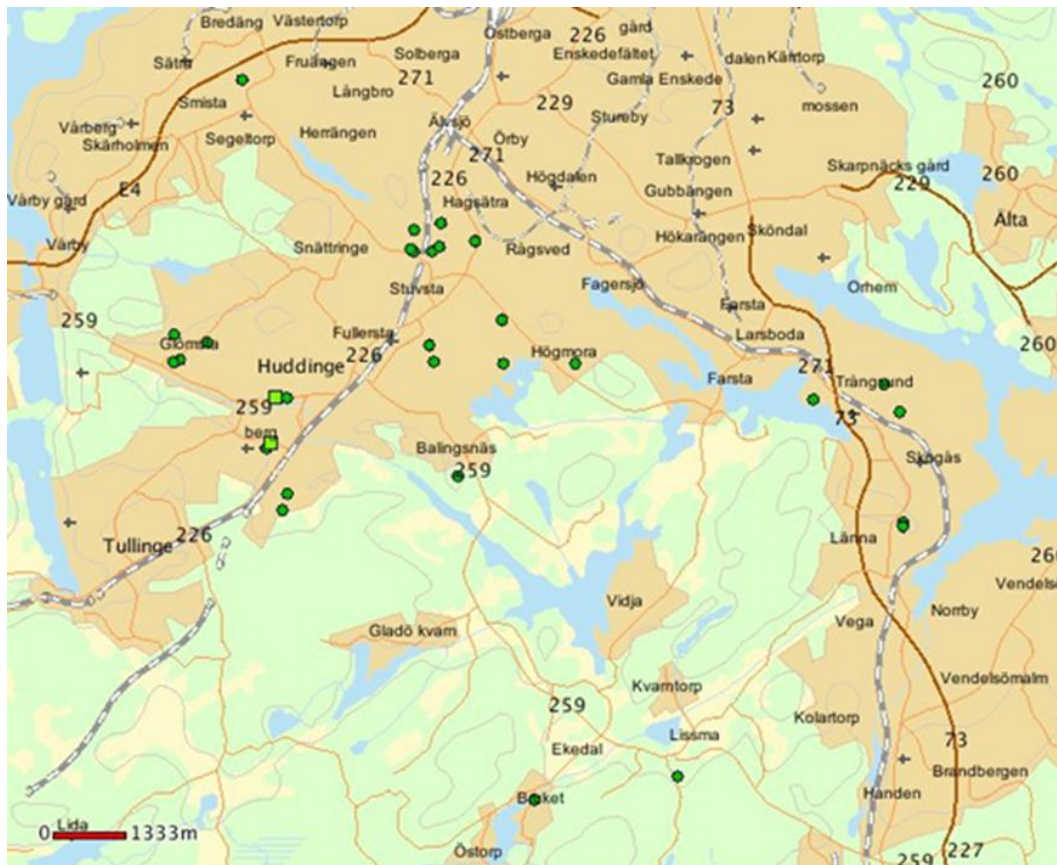 Bredäng Västertorp
Östberga
226
gård
Enskedefältet
Sätra
Fruängen
Solberga
271
Gamla Enskede
dalen Kärrtorp
260
Smista
Långbro
229
Stureby
73
mossen
Vårberg
Skärholmen
Segeltorp
Herrängen
Älvsjö
Örby
271
Högdalen
Tallkrogen
Skarpnäcks gård
229
260
E4
226
Hagsätra
Gubbängen
Vårby gård
Vårby
Snättringe
Rågsved
Hökarängen
Sköndal
Älta
Stuvsta
Fagersjö
Orhem
259
Glömsta
Fullersta
226
Farsta
Larsboda
260
Huddinge
Högmora
Farsta
271
Trångsund
259
berg
73
Balingsnäs
259
Skogås
Tullinge
226
Länna
Vidja
Vega
Norrby
Gladö kvarn
Kvarntorp
Vendelsömalm
259
Kolartorp
Ekedal
Lissma
73
Brandbergen
Handen
0
1333m
Lida
Östorp
259
227